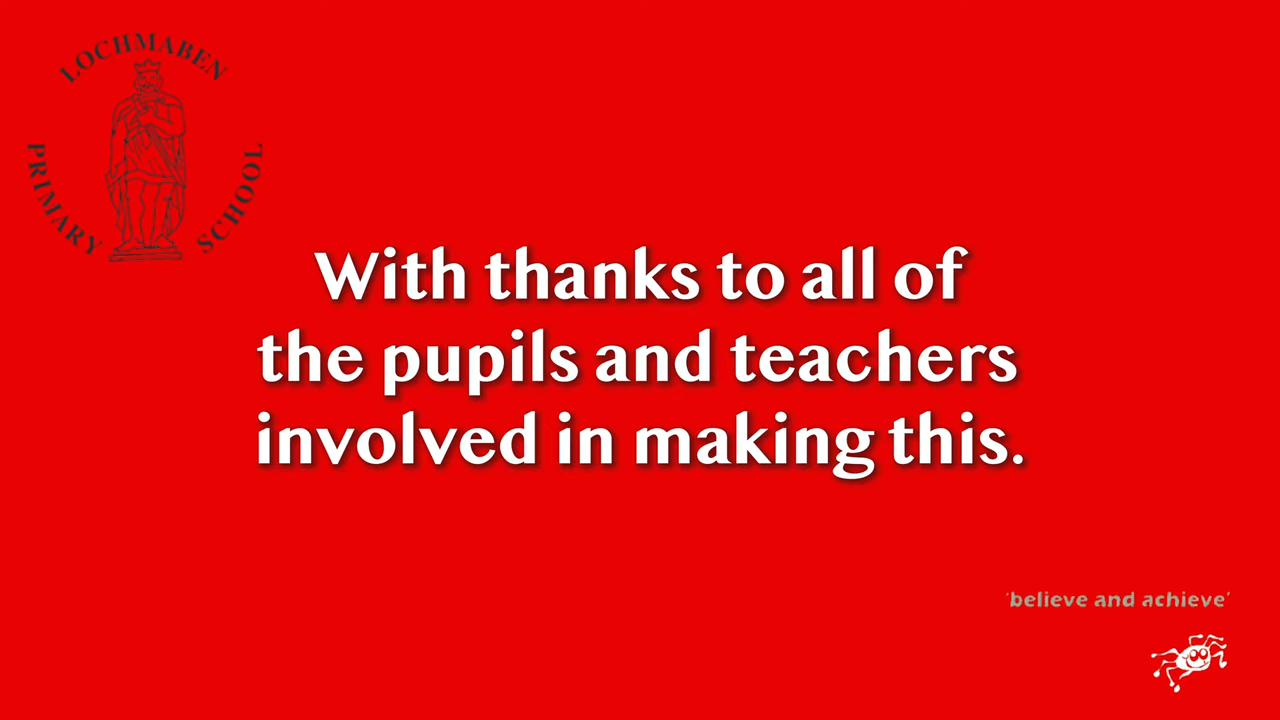 LOCHMABEN
PRIMARY SCHOOL
With thanks to all of
the pupils and teachers
involved in making this.
'believe and achieve'